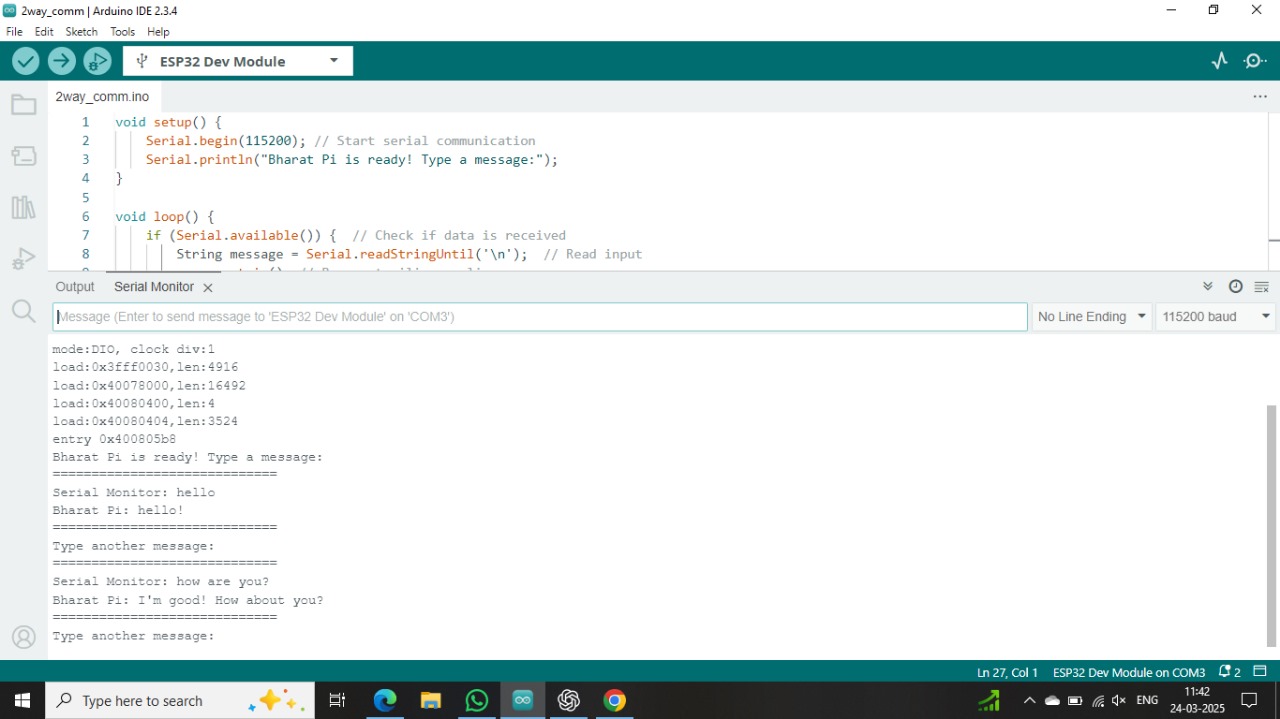 2way_comm | Arduino IDE 2.3.4
File Edit Sketch Tools Help
ESP32 Dev Module
2way_comm.ino
1 void setup() {
2 Serial.begin(115200); // Start serial communication
3 Serial.println("Bharat Pi is ready! Type a message:");
4 }
5
6 void loop() {
7 if (Serial.available()) { // Check if data is received
8 String message = Serial.readStringUntil('\n'); // Read input
Output Serial Monitor
Message (Enter to send message to 'ESP32 Dev Module' on 'COM3') No Line Ending 115200 baud
mode:DIO, clock div:1
load:0x3fff0030,len:4916
load:0x40078000,len:16492
load:0x40080400,len:4
load:0x40080404,len:3524
entry 0x400805b8
Bharat Pi is ready! Type a message:
=============================
Serial Monitor: hello
Bharat Pi: hello!
=============================
Type another message:
=============================
Serial Monitor: how are you?
Bharat Pi: I'm good! How about you?
=============================
Type another message:
Ln 27, Col 1 ESP32 Dev Module on COM3 2
Type here to search ENG 11:42
24-03-2025